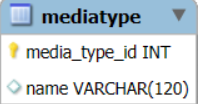 mediatype
media_type_id INT
name VARCHAR(120)